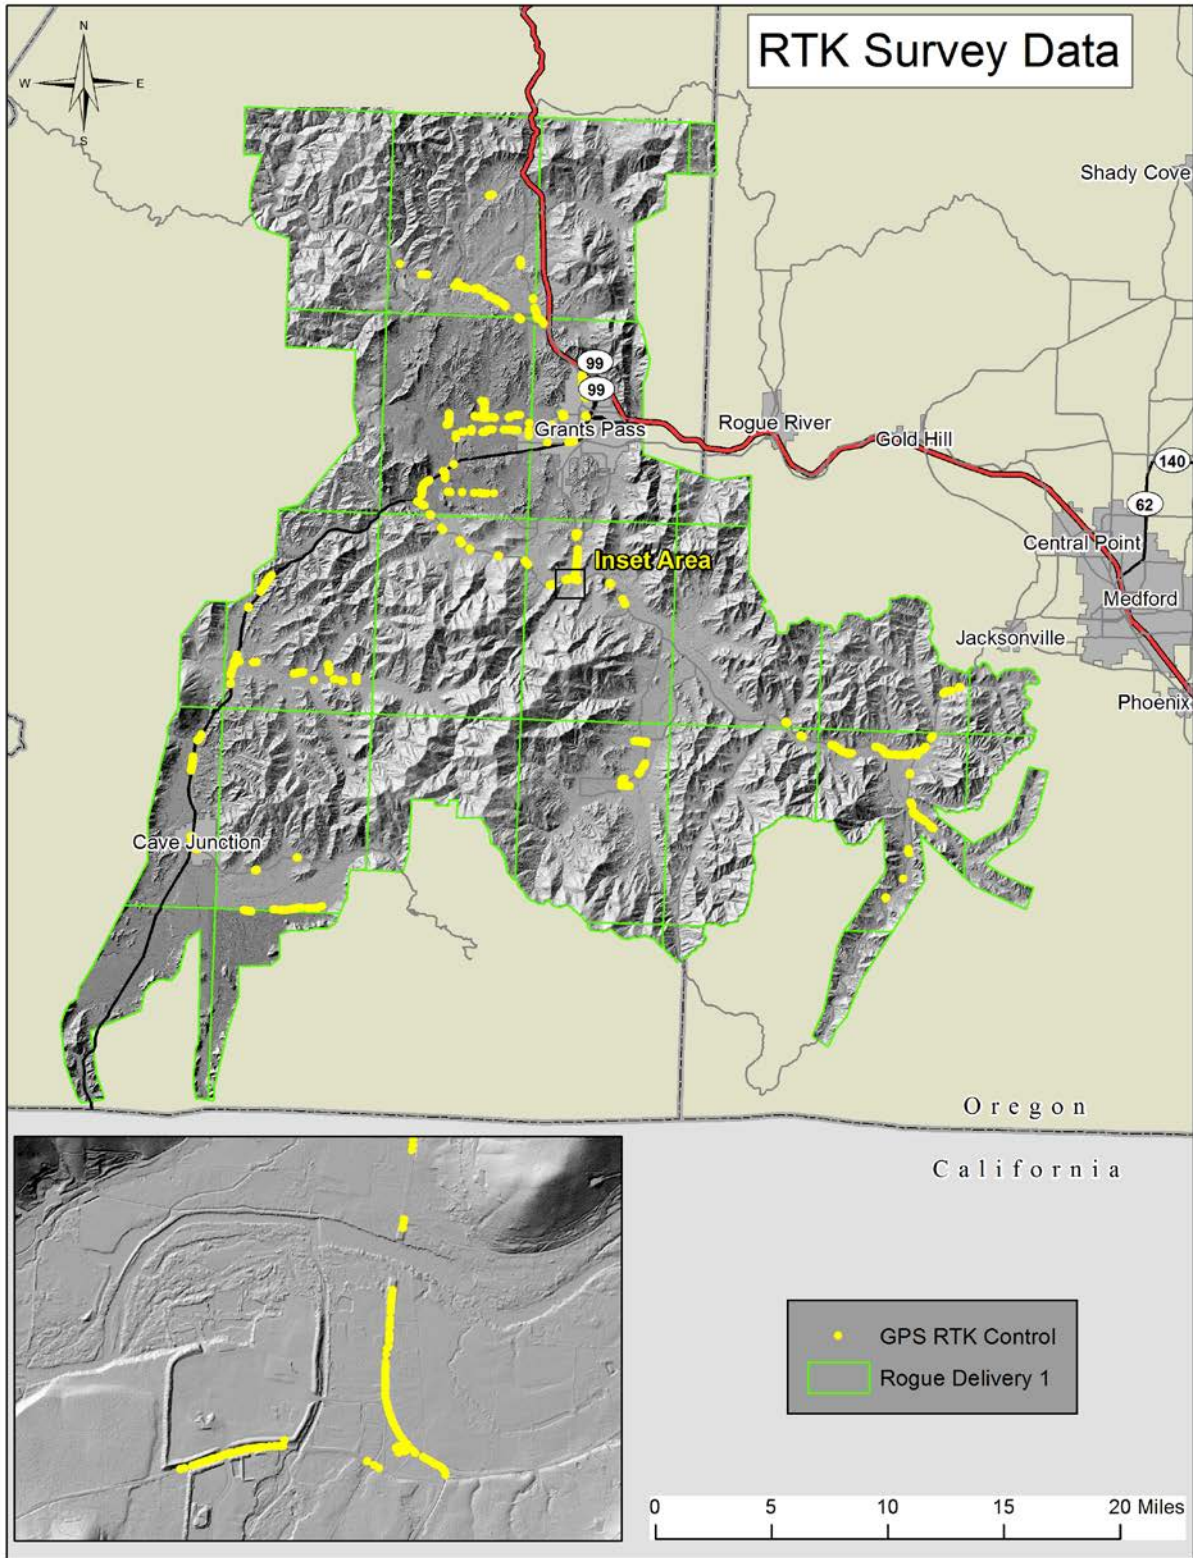 RTK Survey Data
N
W
E
S
Shady Cove
99
99
Grants Pass
Rogue River
Gold Hill
140
62
Central Point
Inset Area
Medford
Jacksonville
Phoenix
Cave Junction
Oregon
California
GPS RTK Control
Rogue Delivery 1
0 5 10 15 20 Miles